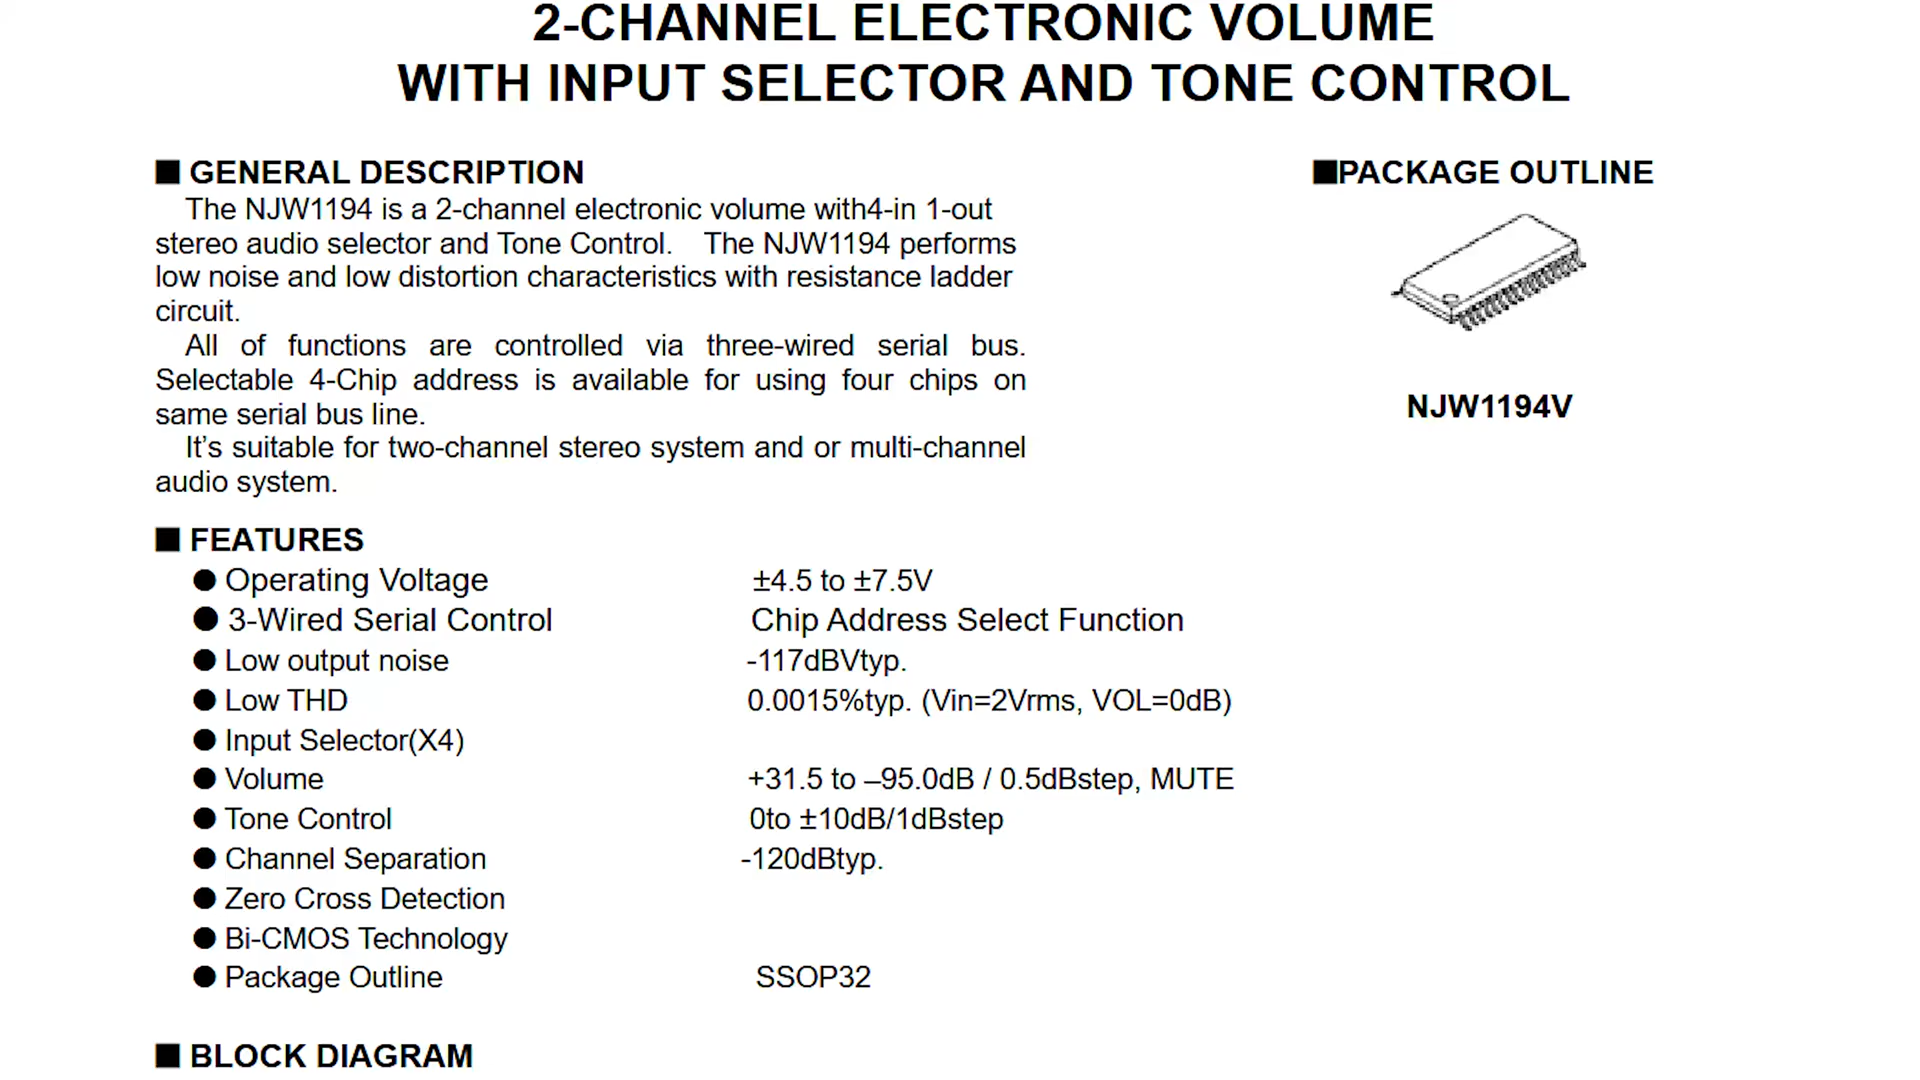 2-CHANNEL ELECTRONIC VOLUME
WITH INPUT SELECTOR AND TONE CONTROL
■ GENERAL DESCRIPTION
The NJW1194 is a 2-channel electronic volume with4-in 1-out
stereo audio selector and Tone Control. The NJW1194 performs
low noise and low distortion characteristics with resistance ladder
circuit.
All of functions are controlled via three-wired serial bus.
Selectable 4-Chip address is available for using four chips on
same serial bus line.
It’s suitable for two-channel stereo system and or multi-channel
audio system.
■PACKAGE OUTLINE
NJW1194V
■ FEATURES
● Operating Voltage ±4.5 to ±7.5V
● 3-Wired Serial Control Chip Address Select Function
● Low output noise -117dBVtyp.
● Low THD 0.0015%typ. (Vin=2Vrms, VOL=0dB)
● Input Selector(X4)
● Volume +31.5 to –95.0dB / 0.5dBstep, MUTE
● Tone Control 0to ±10dB/1dBstep
● Channel Separation -120dBtyp.
● Zero Cross Detection
● Bi-CMOS Technology
● Package Outline SSOP32
■ BLOCK DIAGRAM